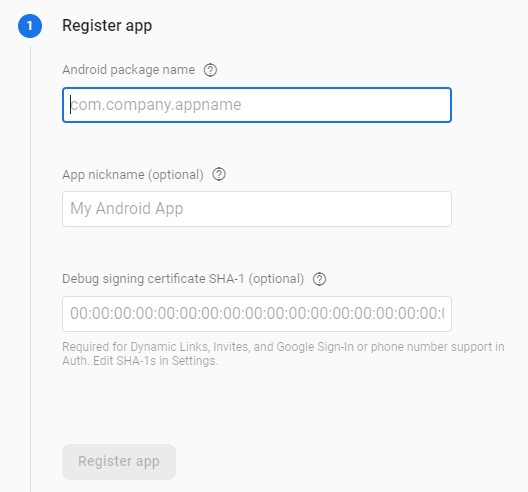 1 Register app
Android package name ?
com.company.appname
App nickname (optional) ?
My Android App
Debug signing certificate SHA-1 (optional) ?
00:00:00:00:00:00:00:00:00:00:00:00:00:00:00:00:00:0
Required for Dynamic Links, Invites, and Google Sign-In or phone number support in
Auth. Edit SHA-1s in Settings.
Register app